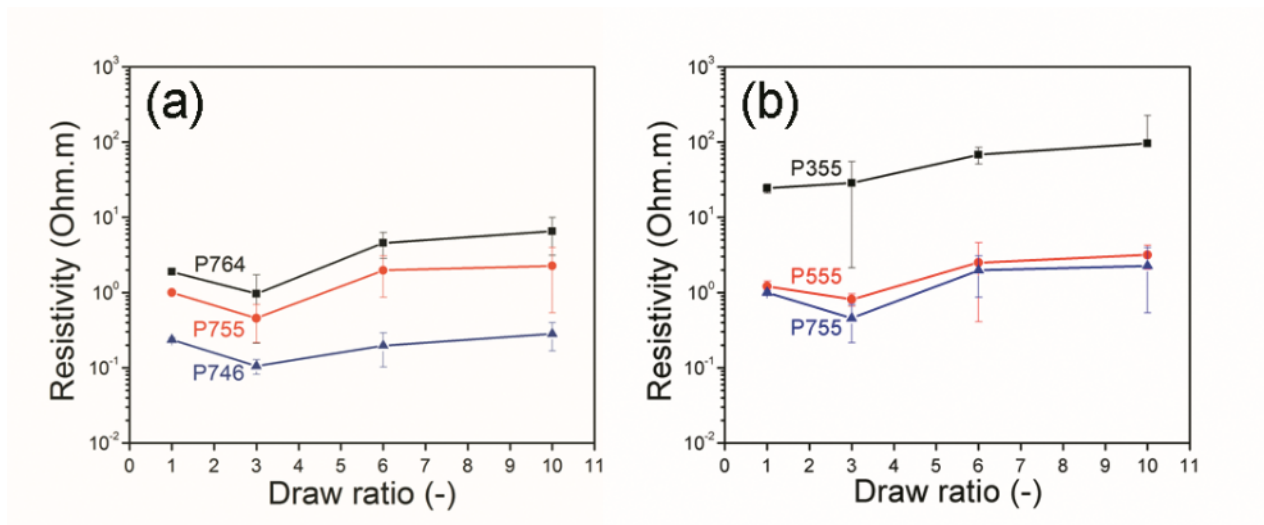 (a)
Resistivity (Ohm.m)
10³
10²
10¹
10⁰
10⁻¹
10⁻²
P764
P755
P746
0 1 2 3 4 5 6 7 8 9 10 11
Draw ratio (-)
(b)
Resistivity (Ohm.m)
10³
10²
10¹
10⁰
10⁻¹
10⁻²
P355
P555
P755
0 1 2 3 4 5 6 7 8 9 10 11
Draw ratio (-)